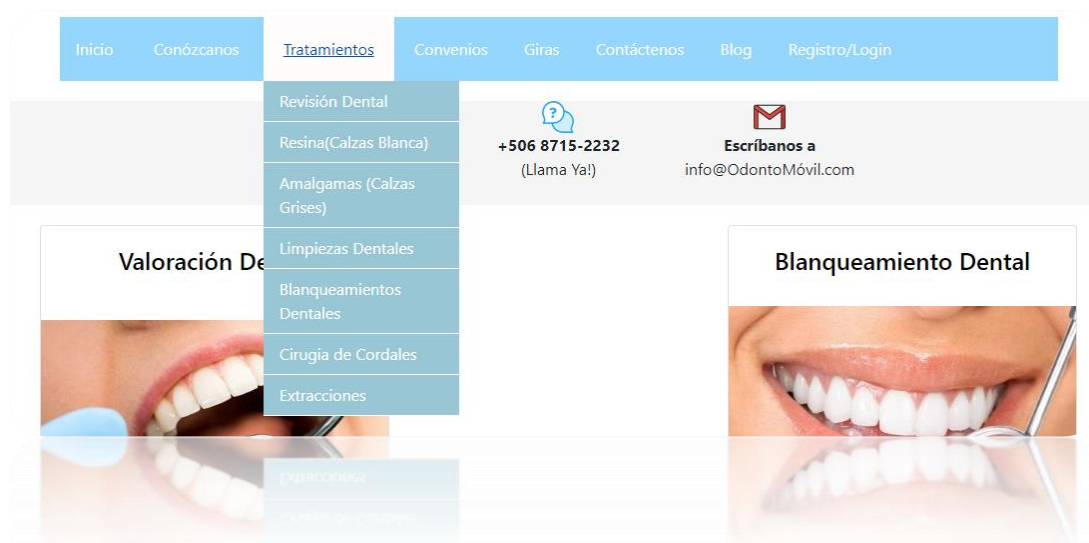 Inicio Conózcanos Tratamientos Convenios Giras Contáctenos Blog Registro/Login
Revisión Dental
Resina(Calzas Blanca)
Amalgamas (Calzas
Grises)
Limpiezas Dentales
Blanqueamientos
Dentales
Cirugia de Cordales
Extracciones
?
+506 8715-2232
(Llama Ya!)
Escríbanos a
info@OdontoMóvil.com
Valoración De
Blanqueamiento Dental